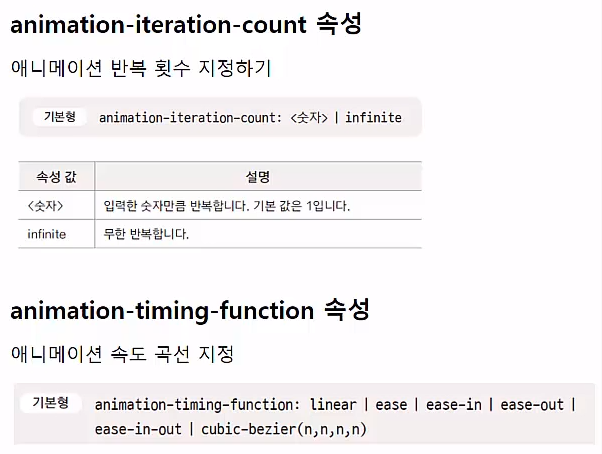 animation-iteration-count 속성
애니메이션 반복 횟수 지정하기
기본형 animation-iteration-count: <숫자> | infinite
속성 값 설명
<숫자> 입력한 숫자만큼 반복합니다. 기본 값은 1입니다.
infinite 무한 반복합니다.
animation-timing-function 속성
애니메이션 속도 곡선 지정
기본형 animation-timing-function: linear | ease | ease-in | ease-out |
ease-in-out | cubic-bezier(n,n,n,n)